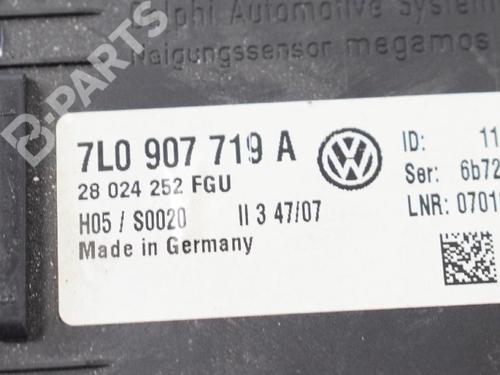 Delphi Automotive System
Neigungssensor megamos
7L0 907 719 A
28 024 252 FGU
H05 / S0020 II 3 47/07
Made in Germany
ID: 11
Ser: 6b72
LNR: 0701
B-PARTS